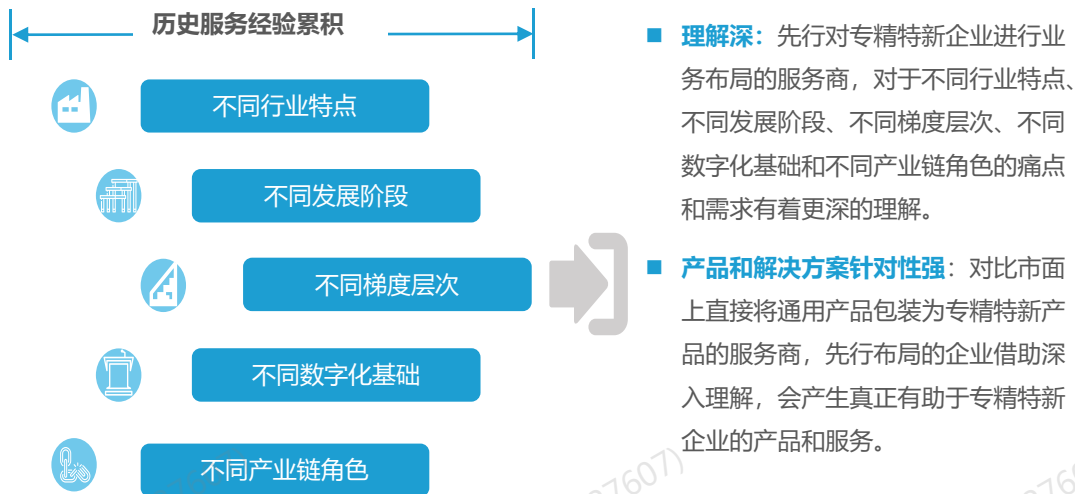 历史服务经验累积
不同行业特点
不同发展阶段
不同梯度层次
不同数字化基础
不同产业链角色
■ 理解深：先行对专精特新企业进行业
务布局的服务商，对于不同行业特点、
不同发展阶段、不同梯度层次、不同
数字化基础和不同产业链角色的痛点
和需求有着更深的理解。
■ 产品和解决方案针对性强：对比市面
上直接将通用产品包装为专精特新产
品的服务商，先行布局的企业借助深
入理解，会产生真正有助于专精特新
企业的产品和服务。
7607)